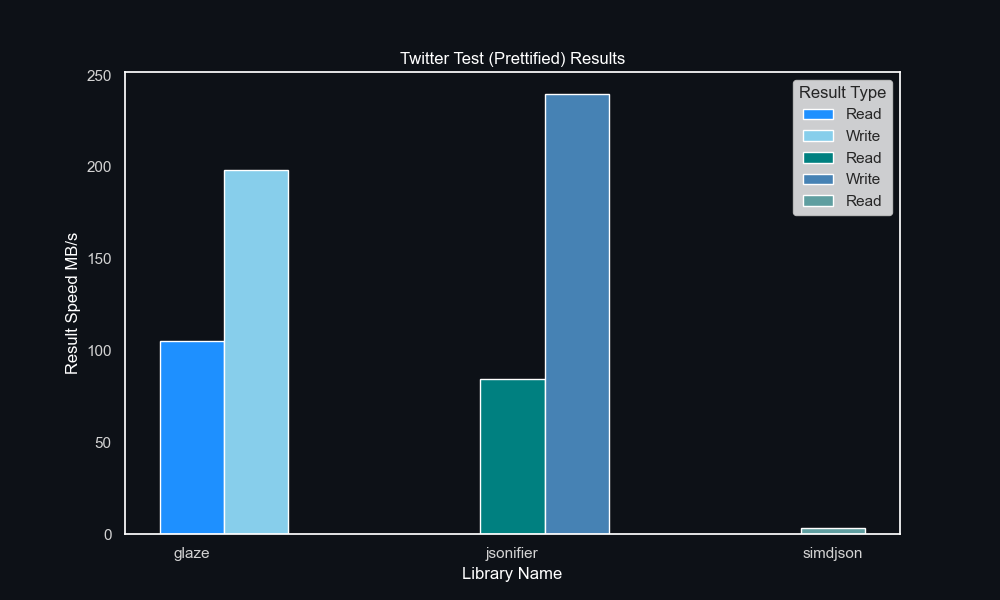 Twitter Test (Prettified) Results
Result Speed MB/s
250
200
150
100
50
0
Result Type
Read
Write
Read
Write
Read
glaze
jsonifier
simdjson
Library Name